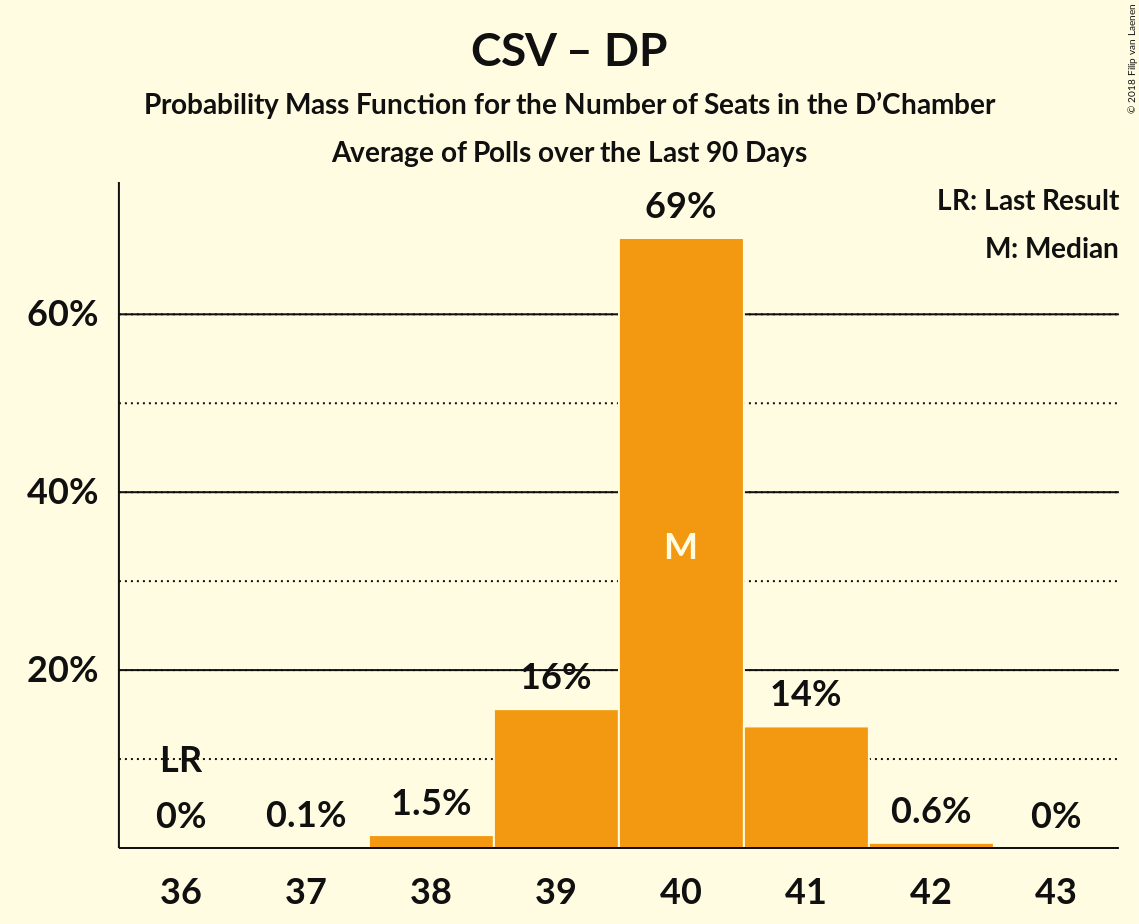 CSV – DP
Probability Mass Function for the Number of Seats in the D’Chamber
Average of Polls over the Last 90 Days
© 2018 Filip van Laenen
LR: Last Result
M: Median
69%
60%
40%
M
20%
16%
14%
LR
0%
0.1%
1.5%
0.6%
0%
36 37 38 39 40 41 42 43